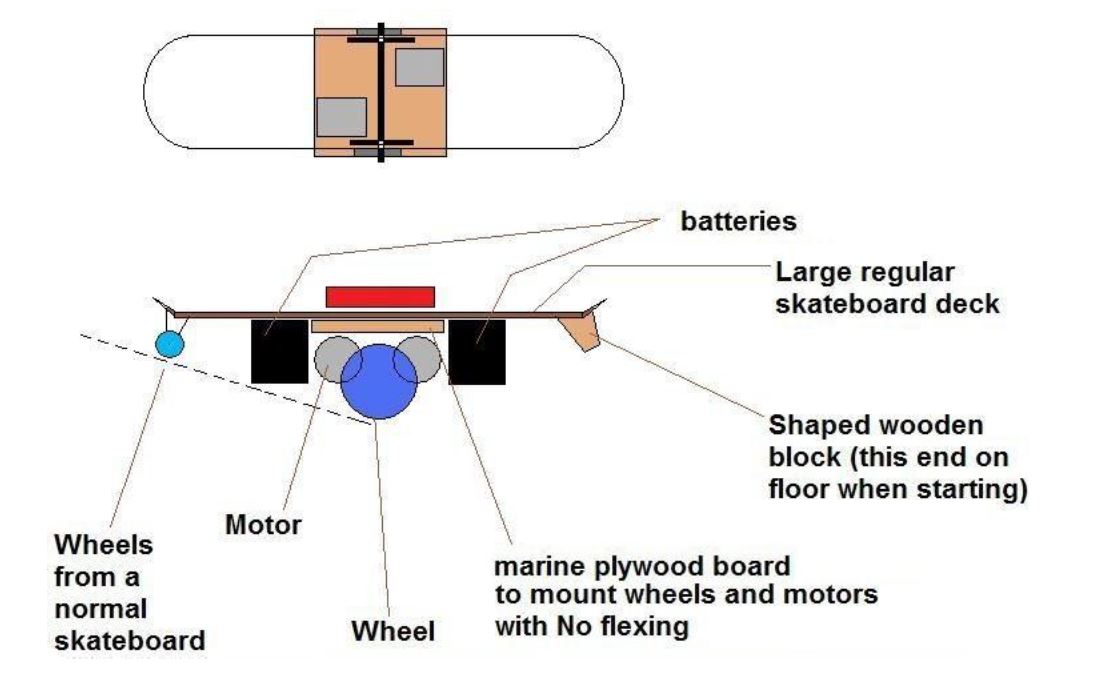 batteries
Large regular
skateboard deck
Shaped wooden
block (this end on
floor when starting)
Motor
Wheels
from a
normal
skateboard
Wheel
marine plywood board
to mount wheels and motors
with No flexing